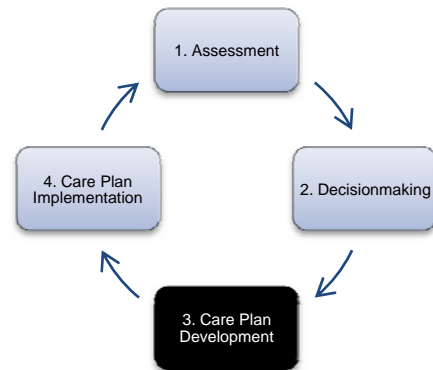 1. Assessment
2. Decisionmaking
3. Care Plan
Development
4. Care Plan
Implementation